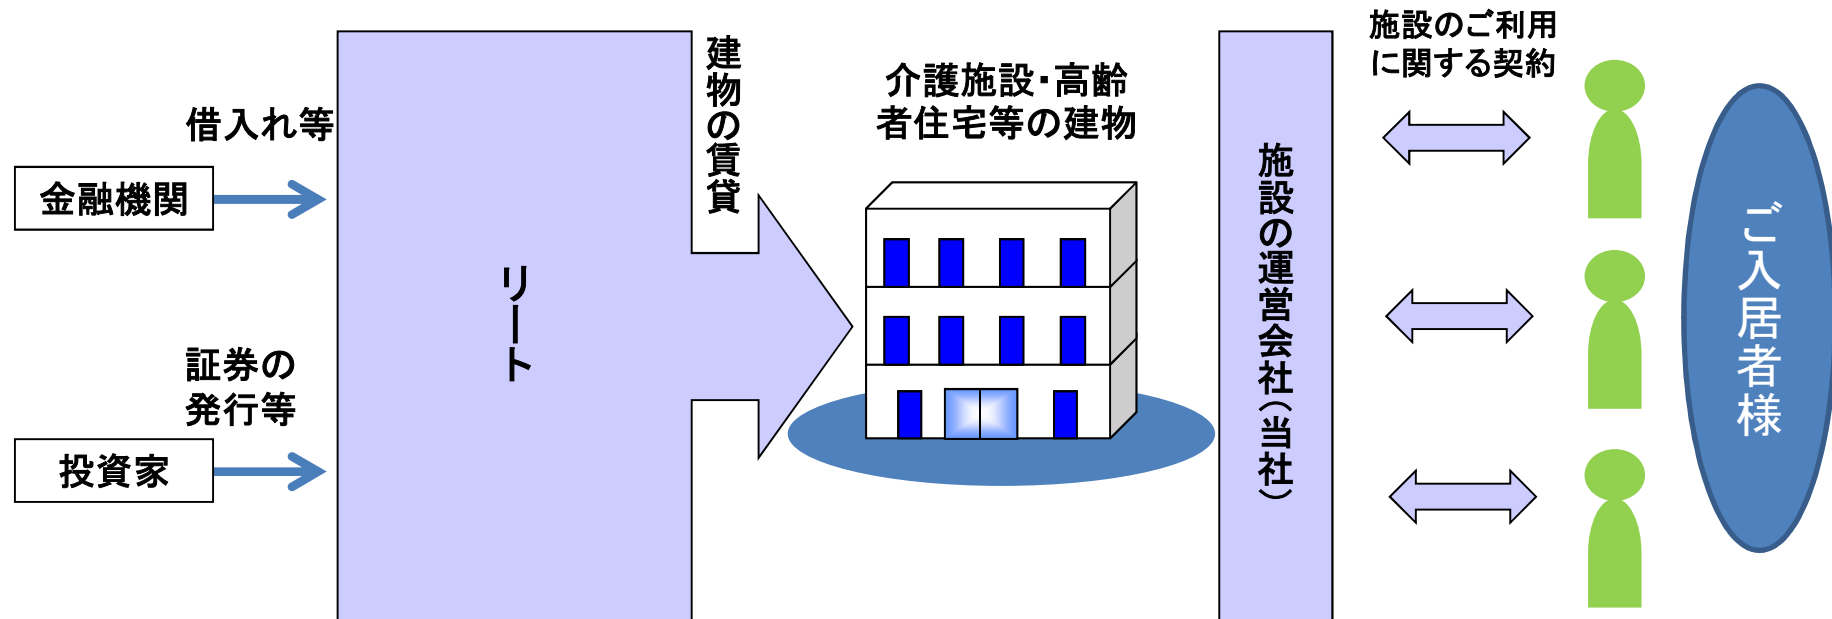 借入れ等
金融機関
証券の
発行等
投資家
リート
建物の賃貸
介護施設・高齢
者住宅等の建物
施設の運営会社(当社)
施設のご利用
に関する契約
ご入居者様